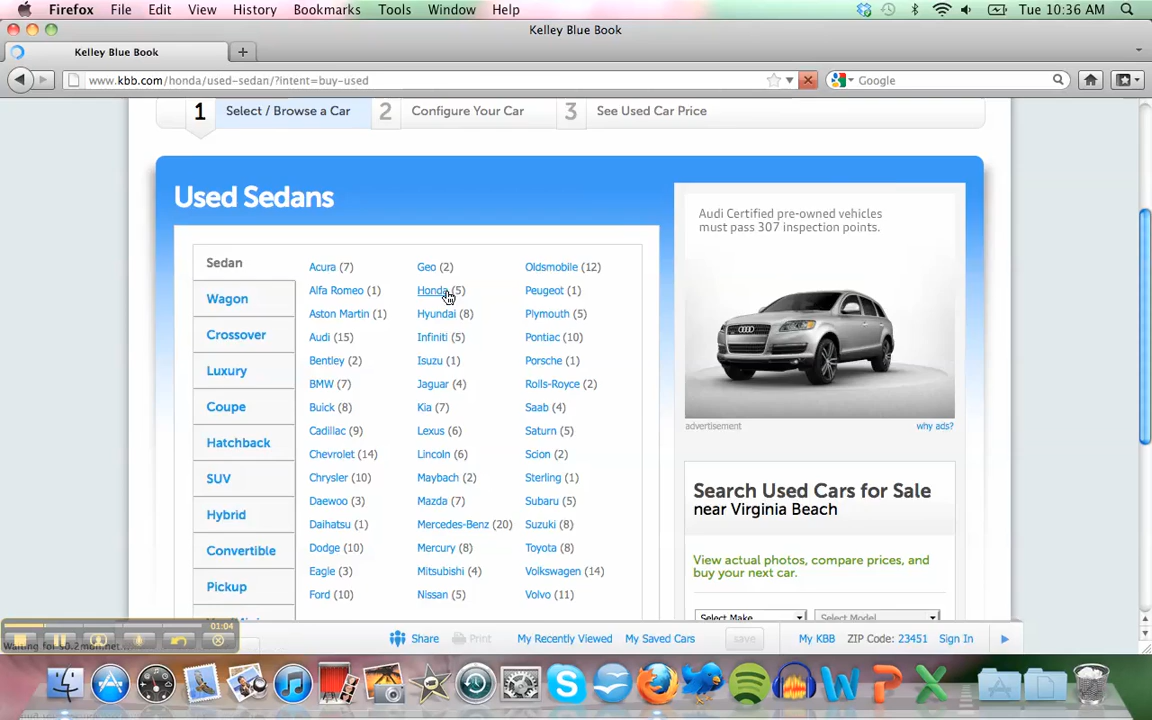 Firefox File Edit View History Bookmarks Tools Window Help Tue 10:36 AM
Kelley Blue Book
Kelley Blue Book
www.kbb.com/honda/used-sedan/?intent=buy-used Google
1 Select / Browse a Car 2 Configure Your Car 3 See Used Car Price
Used Sedans
Sedan
Wagon
Crossover
Luxury
Coupe
Hatchback
SUV
Hybrid
Convertible
Pickup
Acura (7)
Alfa Romeo (1)
Aston Martin (1)
Audi (15)
Bentley (2)
BMW (7)
Buick (8)
Cadillac (9)
Chevrolet (14)
Chrysler (10)
Daewoo (3)
Daihatsu (1)
Dodge (10)
Eagle (3)
Ford (10)
Geo (2)
Honda (5)
Hyundai (8)
Infiniti (5)
Isuzu (1)
Jaguar (4)
Kia (7)
Lexus (6)
Lincoln (6)
Maybach (2)
Mazda (7)
Mercedes-Benz (20)
Mercury (8)
Mitsubishi (4)
Nissan (5)
Oldsmobile (12)
Peugeot (1)
Plymouth (5)
Pontiac (10)
Porsche (1)
Rolls-Royce (2)
Saab (4)
Saturn (5)
Scion (2)
Sterling (1)
Subaru (5)
Suzuki (8)
Toyota (8)
Volkswagen (14)
Volvo (11)
Audi Certified pre-owned vehicles
must pass 307 inspection points.
advertisement why ads?
Search Used Cars for Sale
near Virginia Beach
View actual photos, compare prices, and
buy your next car.
Select Make Select Model
01:04
Share Print My Recently Viewed My Saved Cars save My KBB ZIP Code: 23451 Sign In